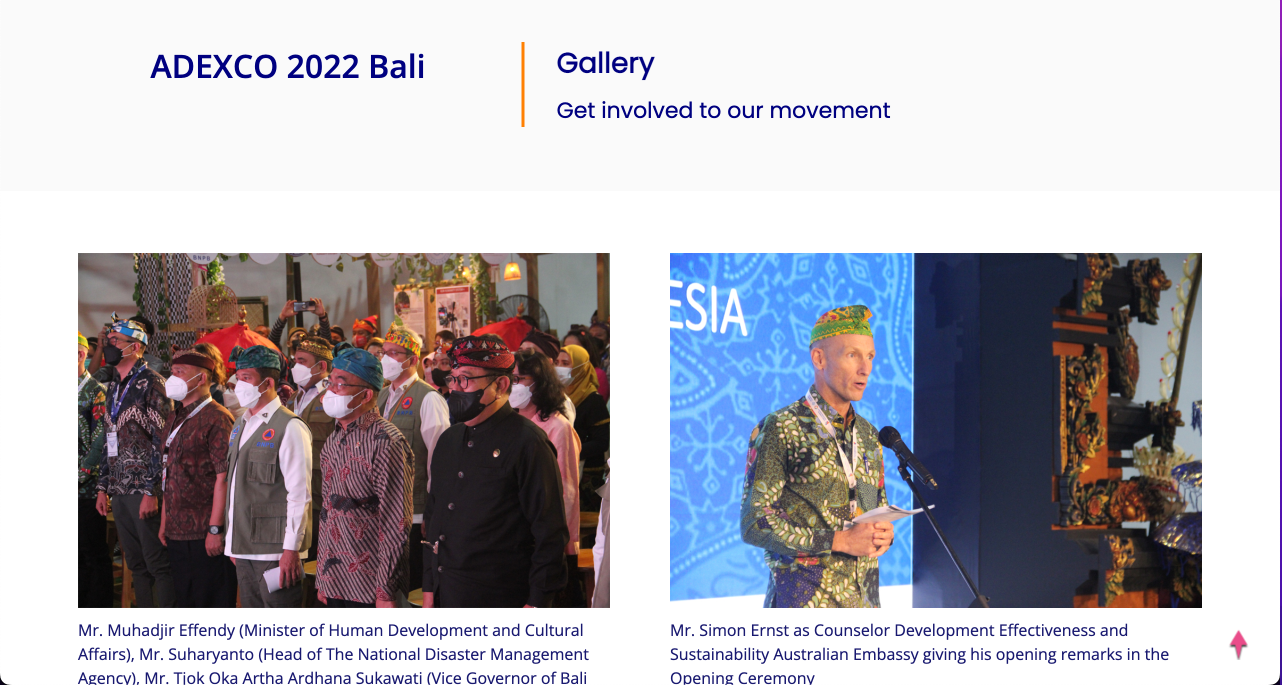 ADEXCO 2022 Bali
Gallery
Get involved to our movement
BNPB
ESIA
Mr. Muhadjir Effendy (Minister of Human Development and Cultural
Affairs), Mr. Suharyanto (Head of The National Disaster Management
Agency), Mr. Tjok Oka Artha Ardhana Sukawati (Vice Governor of Bali
Mr. Simon Ernst as Counselor Development Effectiveness and
Sustainability Australian Embassy giving his opening remarks in the
Opening Ceremony